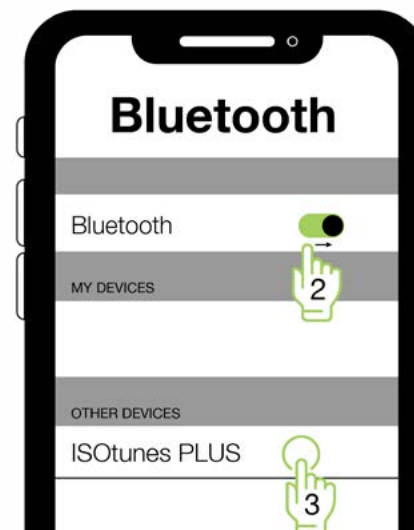 Bluetooth
Bluetooth
2
MY DEVICES
OTHER DEVICES
ISOtunes PLUS
3